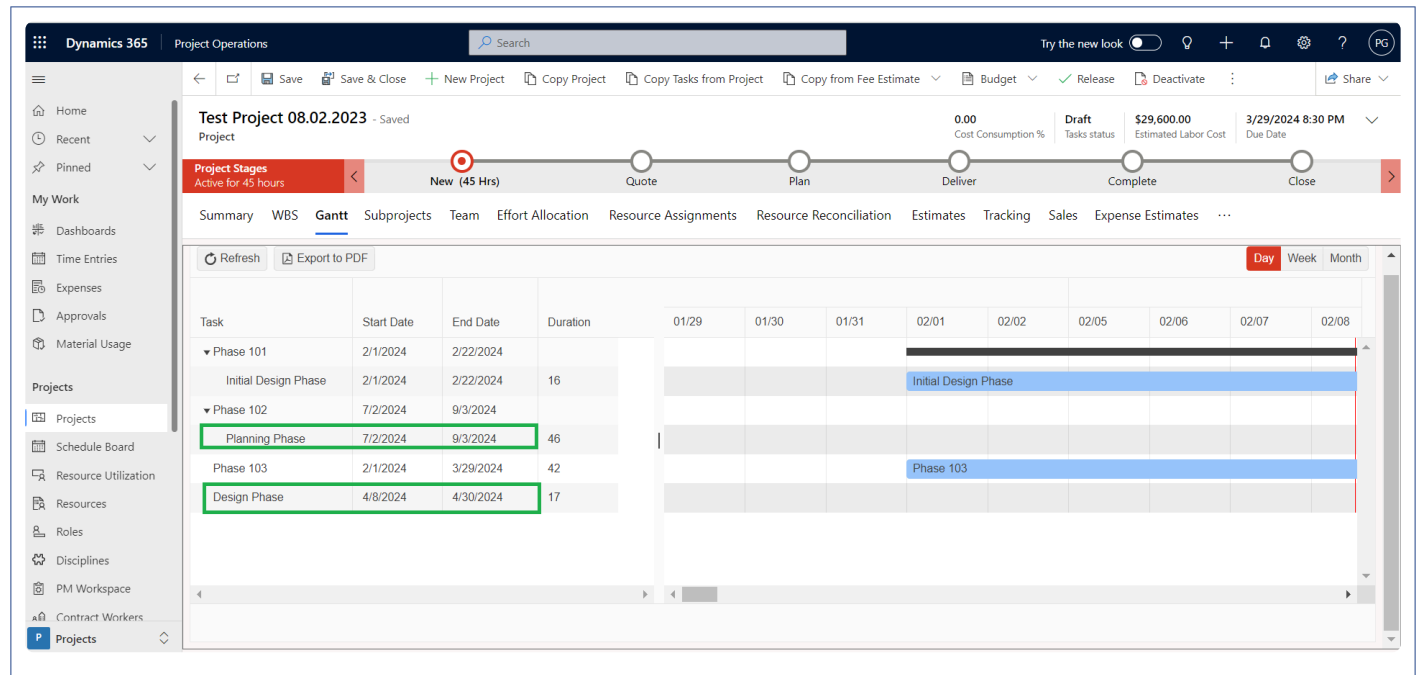 Dynamics 365 Project Operations Search Try the new look PG
Save Save & Close New Project Copy Project Copy Tasks from Project Copy from Fee Estimate Budget Release Deactivate Share
Home
Recent
Pinned
My Work
Dashboards
Time Entries
Expenses
Approvals
Material Usage
Projects
Projects
Schedule Board
Resource Utilization
Resources
Roles
Disciplines
PM Workspace
Contract Workers
P Projects
Test Project 08.02.2023 - Saved
Project
0.00
Cost Consumption %
Draft
Tasks status
$29,600.00
Estimated Labor Cost
3/29/2024 8:30 PM
Due Date
Project Stages
Active for 45 hours
New (45 Hrs) Quote Plan Deliver Complete Close
Summary WBS Gantt Subprojects Team Effort Allocation Resource Assignments Resource Reconciliation Estimates Tracking Sales Expense Estimates ...
Refresh Export to PDF Day Week Month
Task Start Date End Date Duration 01/29 01/30 01/31 02/01 02/02 02/05 02/06 02/07 02/08
Phase 101 2/1/2024 2/22/2024
Initial Design Phase 2/1/2024 2/22/2024 16 Initial Design Phase
Phase 102 7/2/2024 9/3/2024
Planning Phase 7/2/2024 9/3/2024 46
Phase 103 2/1/2024 3/29/2024 42 Phase 103
Design Phase 4/8/2024 4/30/2024 17